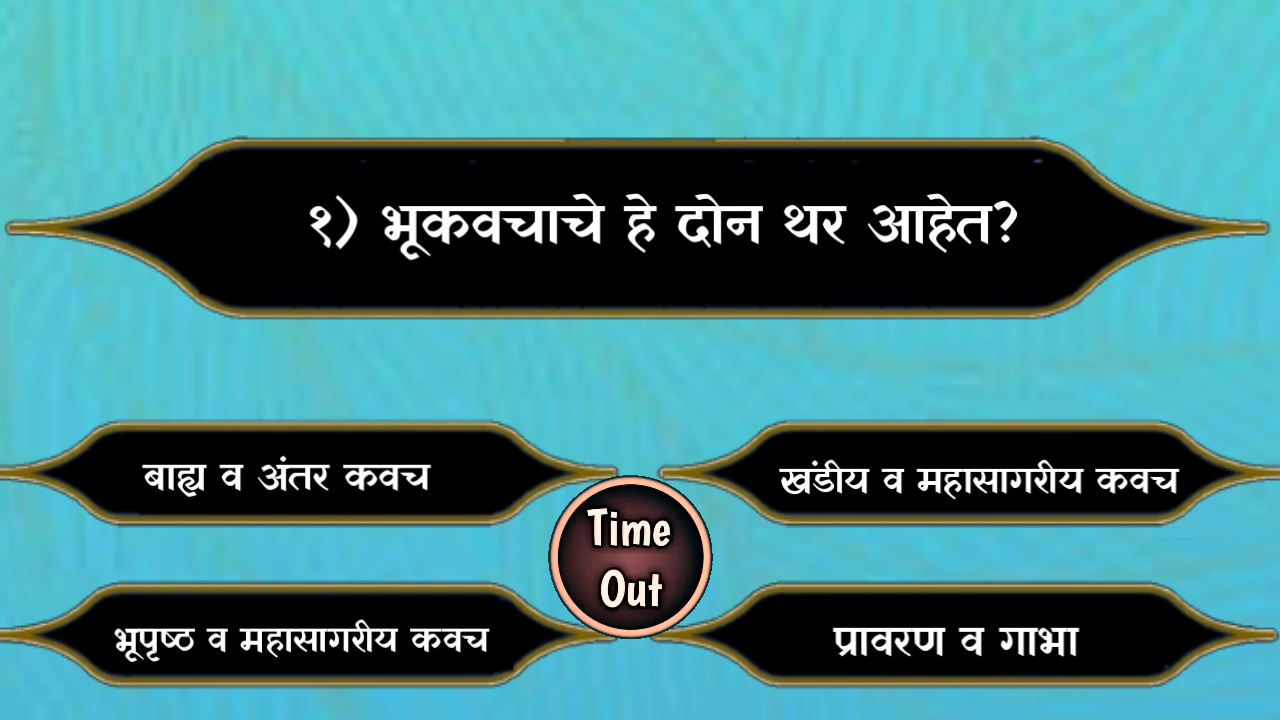 १) भूकवचाचे हे दोन थर आहेत?
बाह्य व अंतर कवच
खंडीय व महासागरीय कवच
Time
Out
भूपृष्ठ व महासागरीय कवच
प्रावरण व गाभा